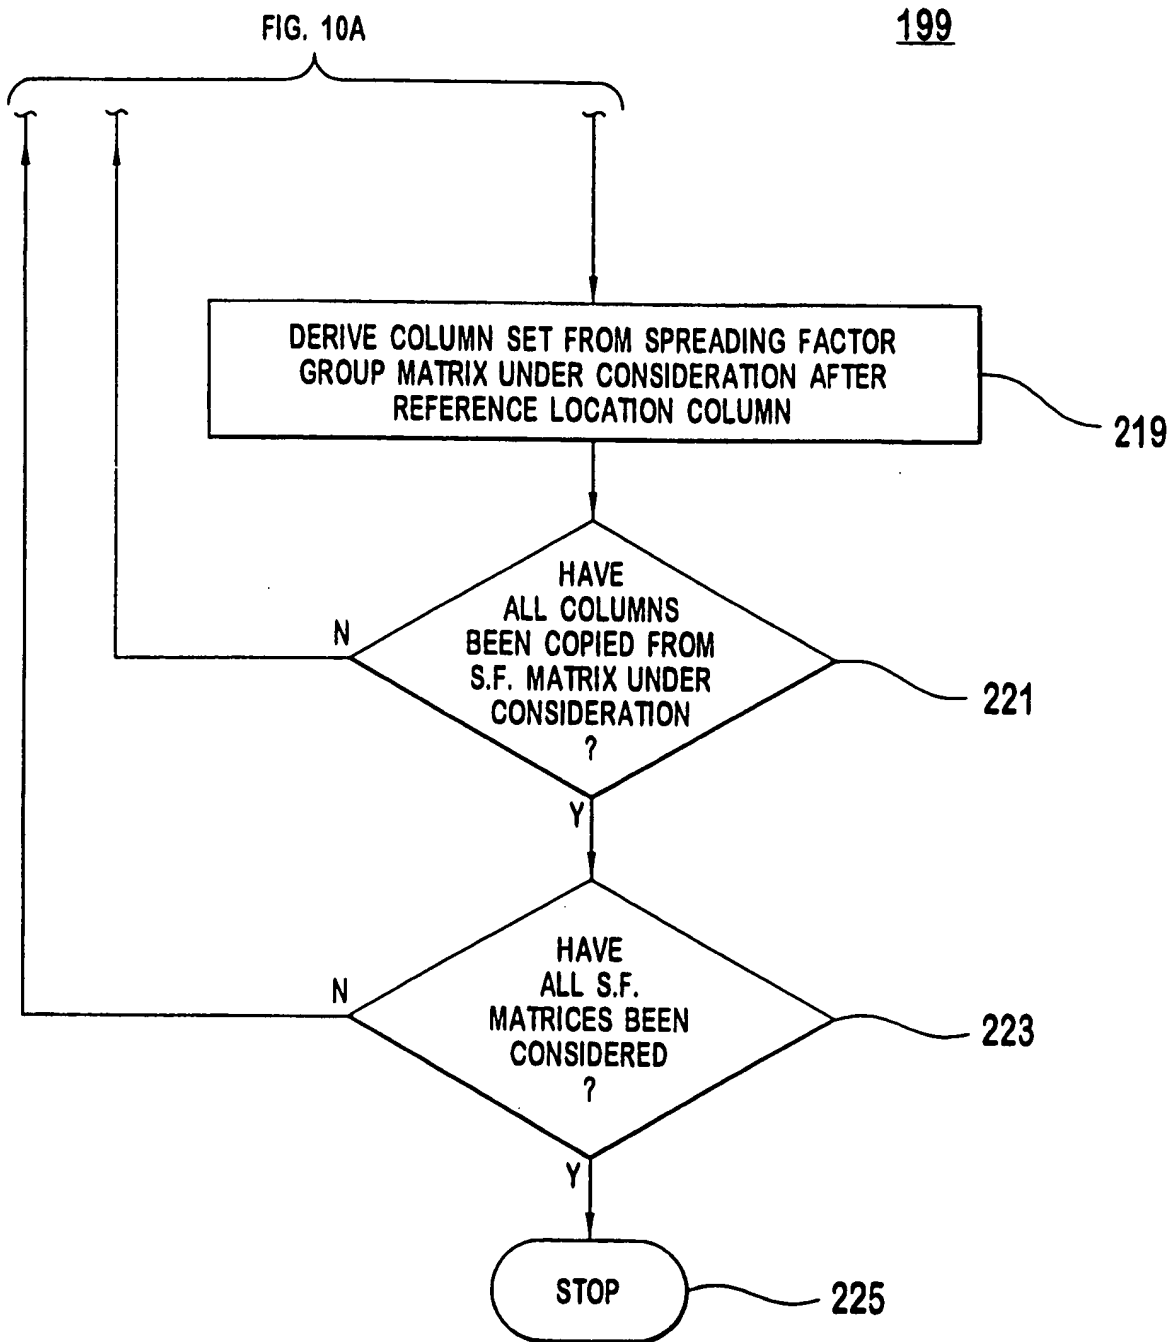 FIG. 10A
199
DERIVE COLUMN SET FROM SPREADING FACTOR
GROUP MATRIX UNDER CONSIDERATION AFTER
REFERENCE LOCATION COLUMN
219
HAVE
ALL COLUMNS
BEEN COPIED FROM
S.F. MATRIX UNDER
CONSIDERATION
?
N
221
Y
HAVE
ALL S.F.
MATRICES BEEN
CONSIDERED
?
N
223
Y
STOP
225